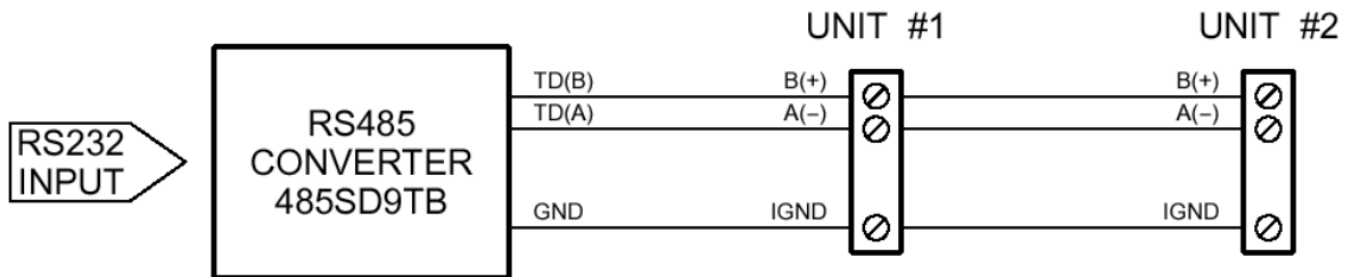 UNIT #1
UNIT #2
RS232
INPUT
RS485
CONVERTER
485SD9TB
TD(B)
B(+)
B(+)
TD(A)
A(−)
A(−)
GND
IGND
IGND